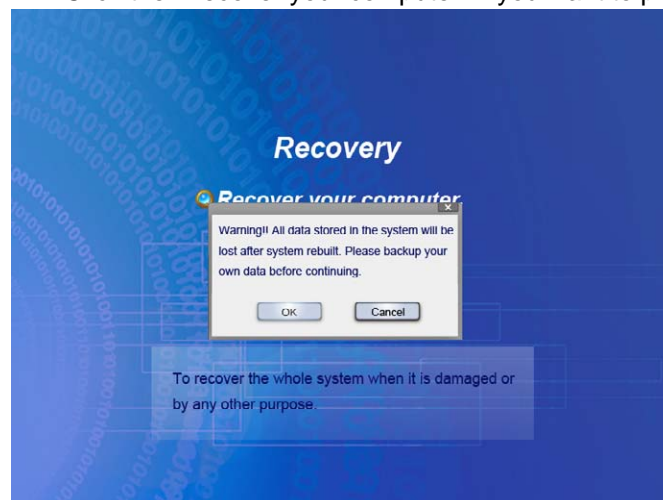 Recovery
Recover your computer
Warning!! All data stored in the system will be
lost after system rebuilt. Please backup your
own data before continuing.
OK Cancel
To recover the whole system when it is damaged or
by any other purpose.